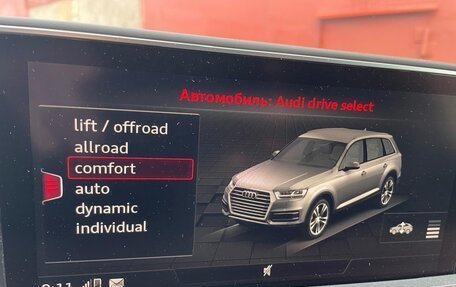 Автомобиль: Audi drive select
lift / offroad
allroad
comfort
auto
dynamic
individual